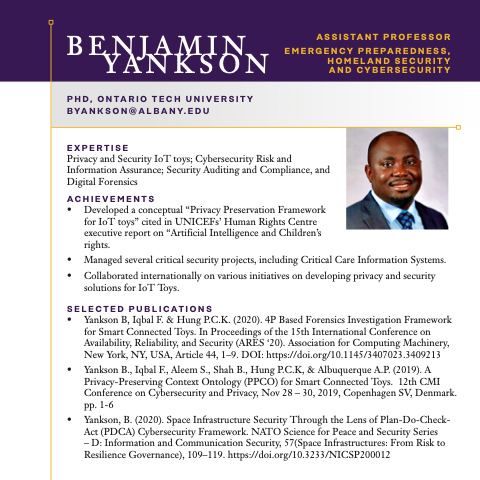 BENJAMIN
YANKSON
ASSISTANT PROFESSOR
EMERGENCY PREPAREDNESS,
HOMELAND SECURITY
AND CYBERSECURITY
PHD, ONTARIO TECH UNIVERSITY
BYANKSON@ALBANY.EDU
EXPERTISE
Privacy and Security IoT toys; Cybersecurity Risk and
Information Assurance; Security Auditing and Compliance, and
Digital Forensics
ACHIEVEMENTS
• Developed a conceptual “Privacy Preservation Framework
for IoT toys” cited in UNICEFs’ Human Rights Centre
executive report on “Artificial Intelligence and Children’s
rights.
• Managed several critical security projects, including Critical Care Information Systems.
• Collaborated internationally on various initiatives on developing privacy and security
solutions for IoT Toys.
SELECTED PUBLICATIONS
• Yankson B, Iqbal F. & Hung P.C.K. (2020). 4P Based Forensics Investigation Framework
for Smart Connected Toys. In Proceedings of the 15th International Conference on
Availability, Reliability, and Security (ARES ‘20). Association for Computing Machinery,
New York, NY, USA, Article 44, 1–9. DOI: https://doi.org/10.1145/3407023.3409213
• Yankson B., Iqbal F., Aleem S., Shah B., Hung P.C.K, & Albuquerque A.P. (2019). A
Privacy-Preserving Context Ontology (PPCO) for Smart Connected Toys. 12th CMI
Conference on Cybersecurity and Privacy, Nov 28 – 30, 2019, Copenhagen SV, Denmark.
pp. 1-6
• Yankson, B. (2020). Space Infrastructure Security Through the Lens of Plan-Do-Check-
Act (PDCA) Cybersecurity Framework. NATO Science for Peace and Security Series
– D: Information and Communication Security, 57(Space Infrastructures: From Risk to
Resilience Governance), 109–119. https://doi.org/10.3233/NICSP200012